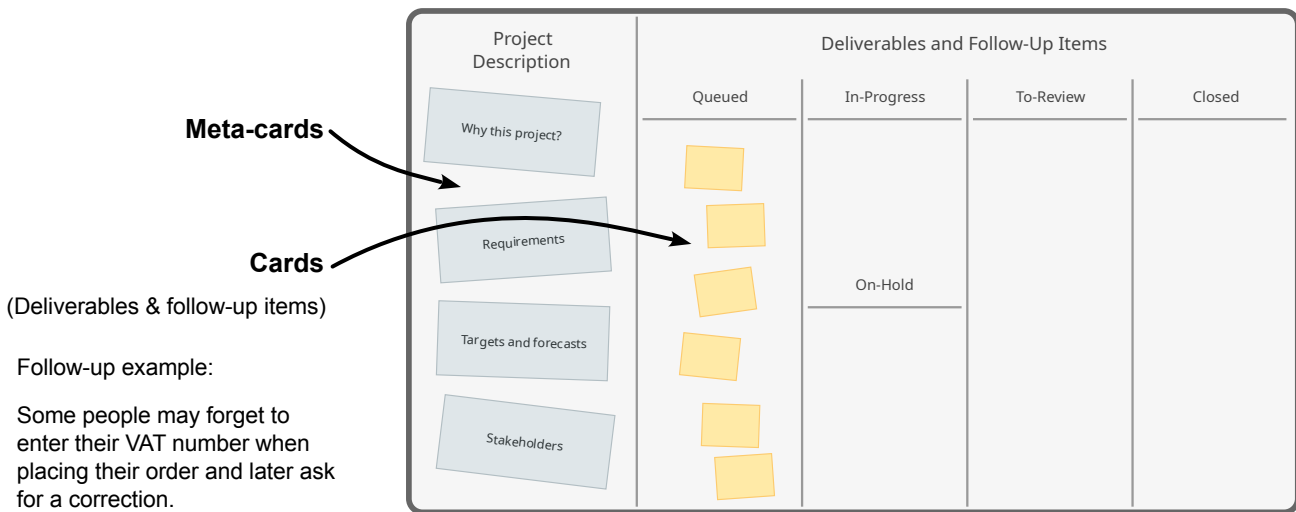 Project
Description
Deliverables and Follow-Up Items
Queued
In-Progress
To-Review
Closed
Why this project?
Meta-cards
Requirements
Cards
(Deliverables & follow-up items)
On-Hold
Targets and forecasts
Follow-up example:
Some people may forget to
enter their VAT number when
placing their order and later ask
for a correction.
Stakeholders